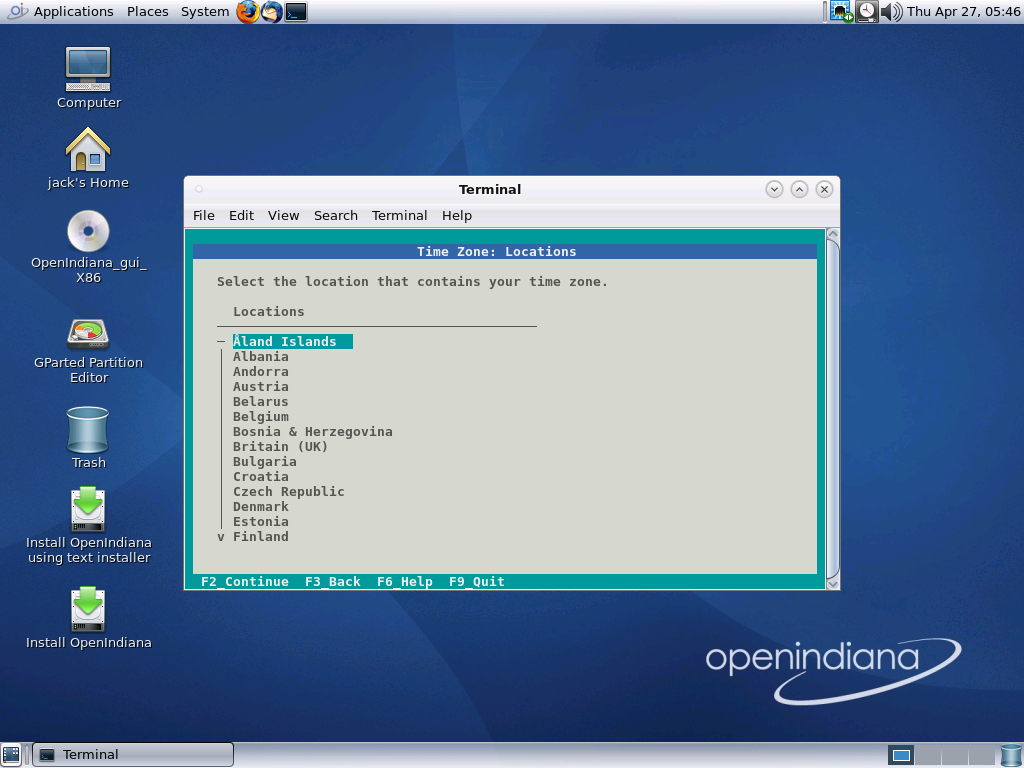 Applications Places System
Thu Apr 27, 05:46
Computer
jack's Home
OpenIndiana_gui_
X86
GParted Partition
Editor
Trash
Install OpenIndiana
using text installer
Install OpenIndiana
Terminal
File Edit View Search Terminal Help
Time Zone: Locations
Select the location that contains your time zone.
Locations
Åland Islands
Albania
Andorra
Austria
Belarus
Belgium
Bosnia & Herzegovina
Britain (UK)
Bulgaria
Croatia
Czech Republic
Denmark
Estonia
v Finland
F2_Continue F3_Back F6_Help F9_Quit
openindiana
Terminal